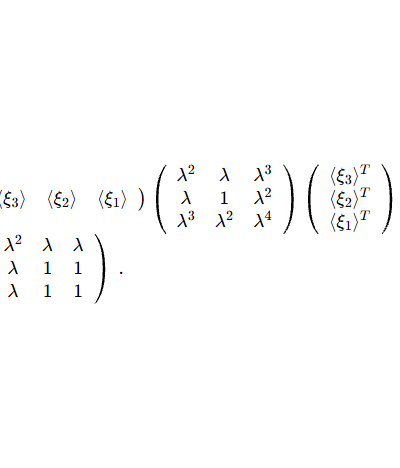 ⟨ξ₃⟩ ⟨ξ₂⟩ ⟨ξ₁⟩ ) ( λ² λ λ³ ) ( ⟨ξ₃⟩ᵀ )
λ 1 λ² ⟨ξ₂⟩ᵀ
λ³ λ² λ⁴ ⟨ξ₁⟩ᵀ
λ² λ λ ) .
λ 1 1
λ 1 1